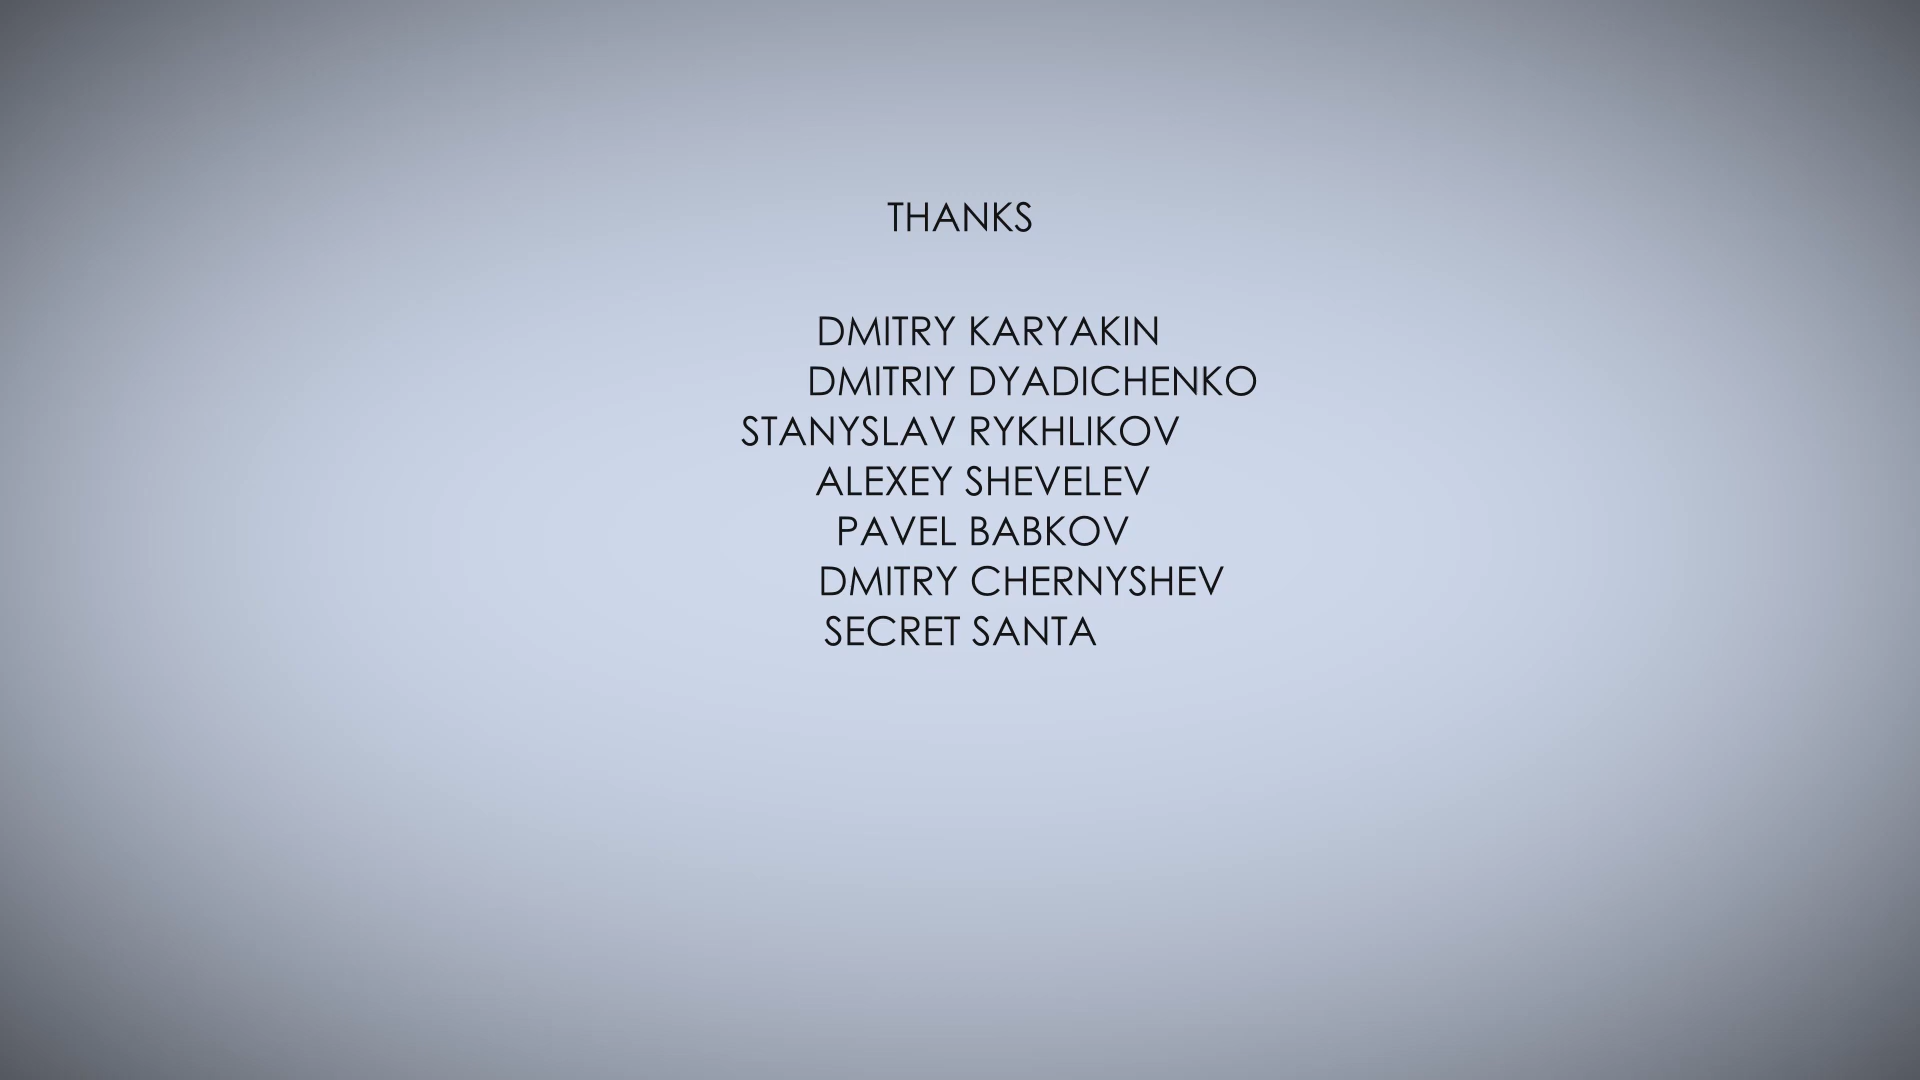 THANKS
DMITRY KARYAKIN
DMITRIY DYADICHENKO
STANYSLAV RYKHLIKOV
ALEXEY SHEVELEV
PAVEL BABKOV
DMITRY CHERNYSHEV
SECRET SANTA